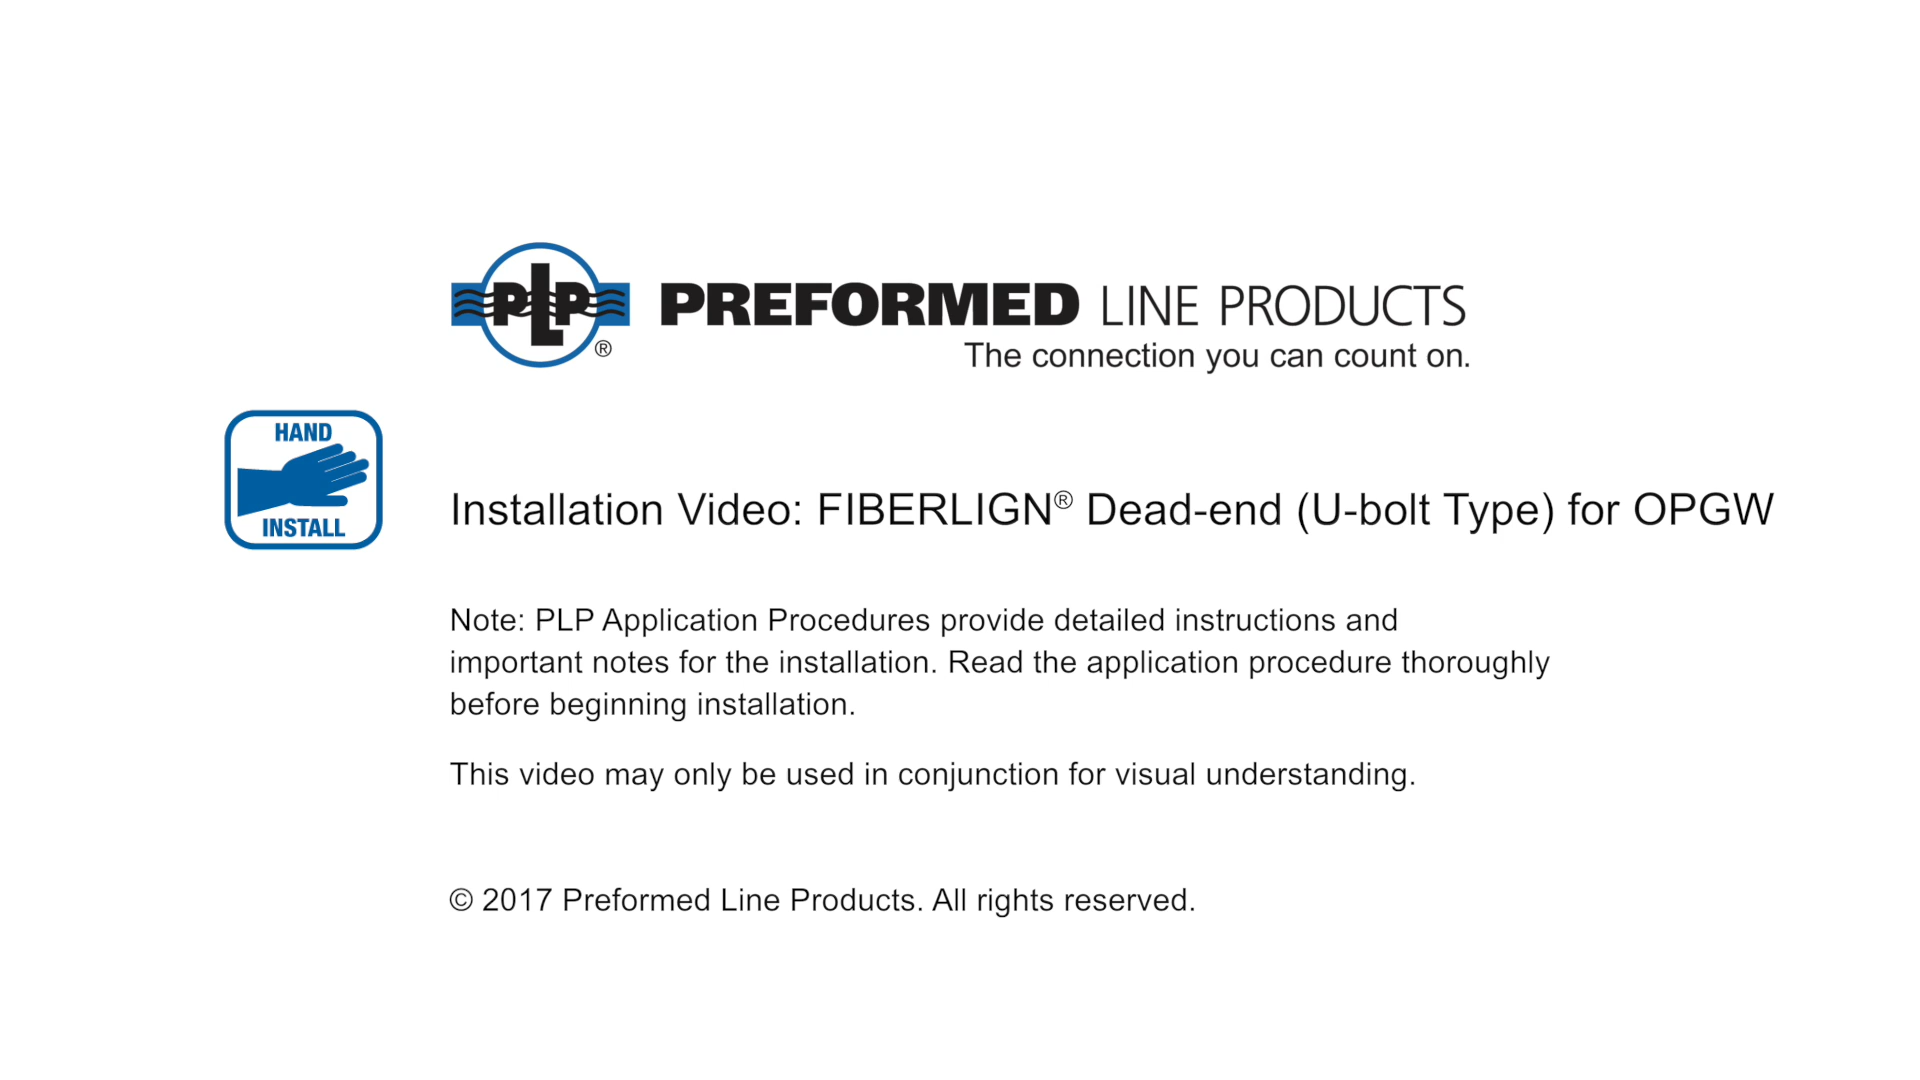 PLP®
PREFORMED LINE PRODUCTS
The connection you can count on.
HAND
INSTALL
Installation Video: FIBERLIGN® Dead-end (U-bolt Type) for OPGW
Note: PLP Application Procedures provide detailed instructions and
important notes for the installation. Read the application procedure thoroughly
before beginning installation.
This video may only be used in conjunction for visual understanding.
© 2017 Preformed Line Products. All rights reserved.